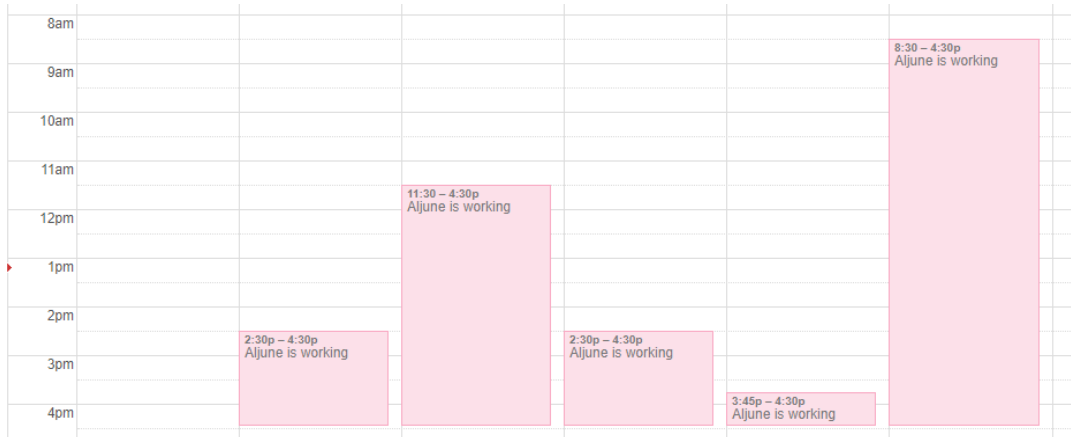 8am
9am
10am
11am
12pm
1pm
2pm
3pm
4pm
2:30p – 4:30p
Aljune is working
11:30 – 4:30p
Aljune is working
2:30p – 4:30p
Aljune is working
3:45p – 4:30p
Aljune is working
8:30 – 4:30p
Aljune is working